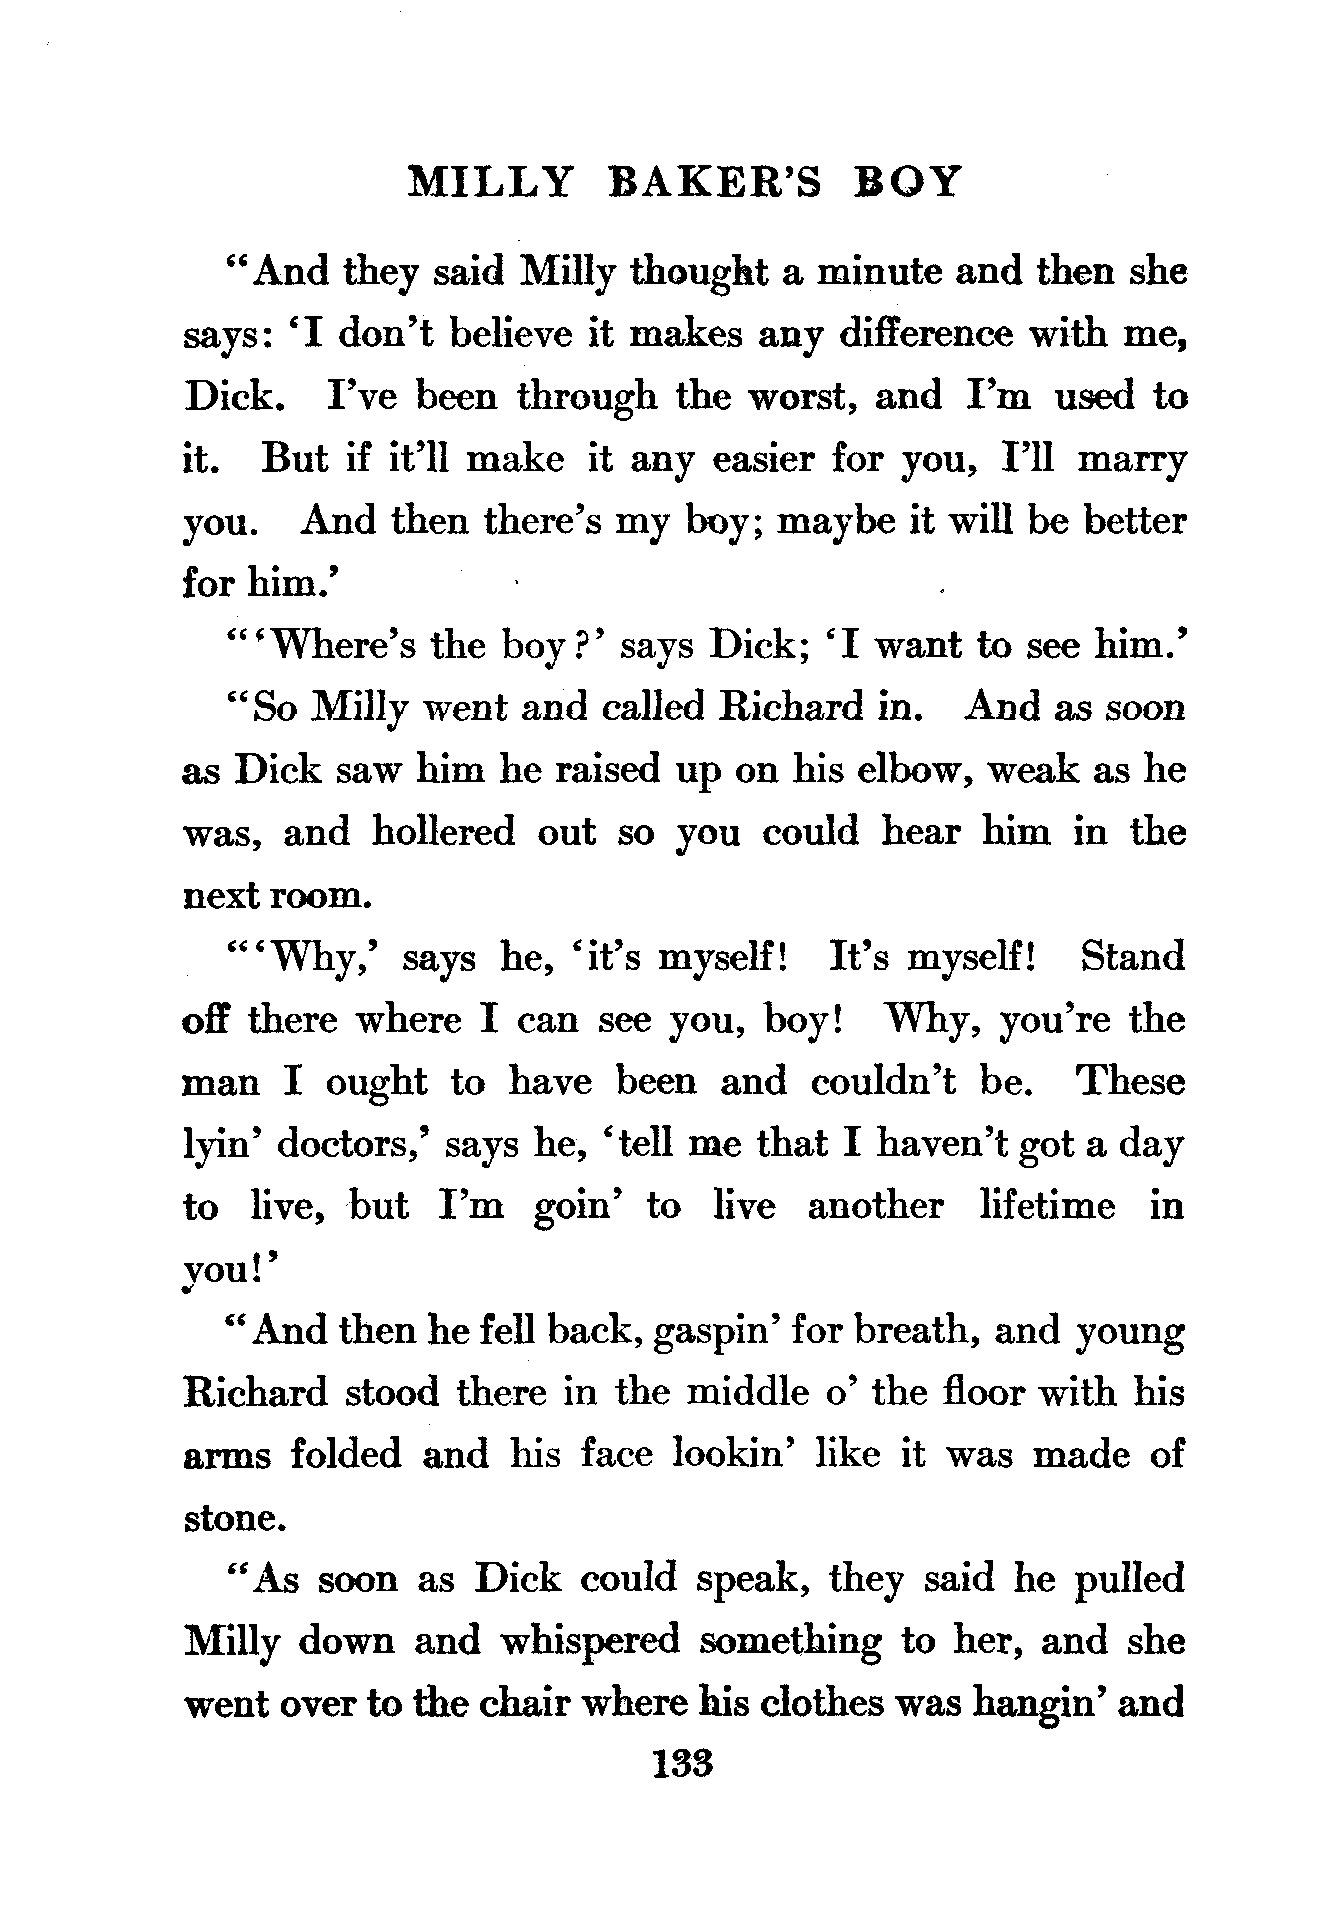 MILLY BAKER'S BOY
"And they said Milly thought a minute and then she
says: 'I don't believe it makes any difference with me,
Dick. I've been through the worst, and I'm used to
it. But if it'll make it any easier for you, I'll marry
you. And then there's my boy; maybe it will be better
for him.'
"'Where's the boy?' says Dick; 'I want to see him.'
"So Milly went and called Richard in. And as soon
as Dick saw him he raised up on his elbow, weak as he
was, and hollered out so you could hear him in the
next room.
"'Why,' says he, 'it's myself! It's myself! Stand
off there where I can see you, boy! Why, you're the
man I ought to have been and couldn't be. These
lyin' doctors,' says he, 'tell me that I haven't got a day
to live, but I'm goin' to live another lifetime in
you!'
"And then he fell back, gaspin' for breath, and young
Richard stood there in the middle o' the floor with his
arms folded and his face lookin' like it was made of
stone.
"As soon as Dick could speak, they said he pulled
Milly down and whispered something to her, and she
went over to the chair where his clothes was hangin' and
133